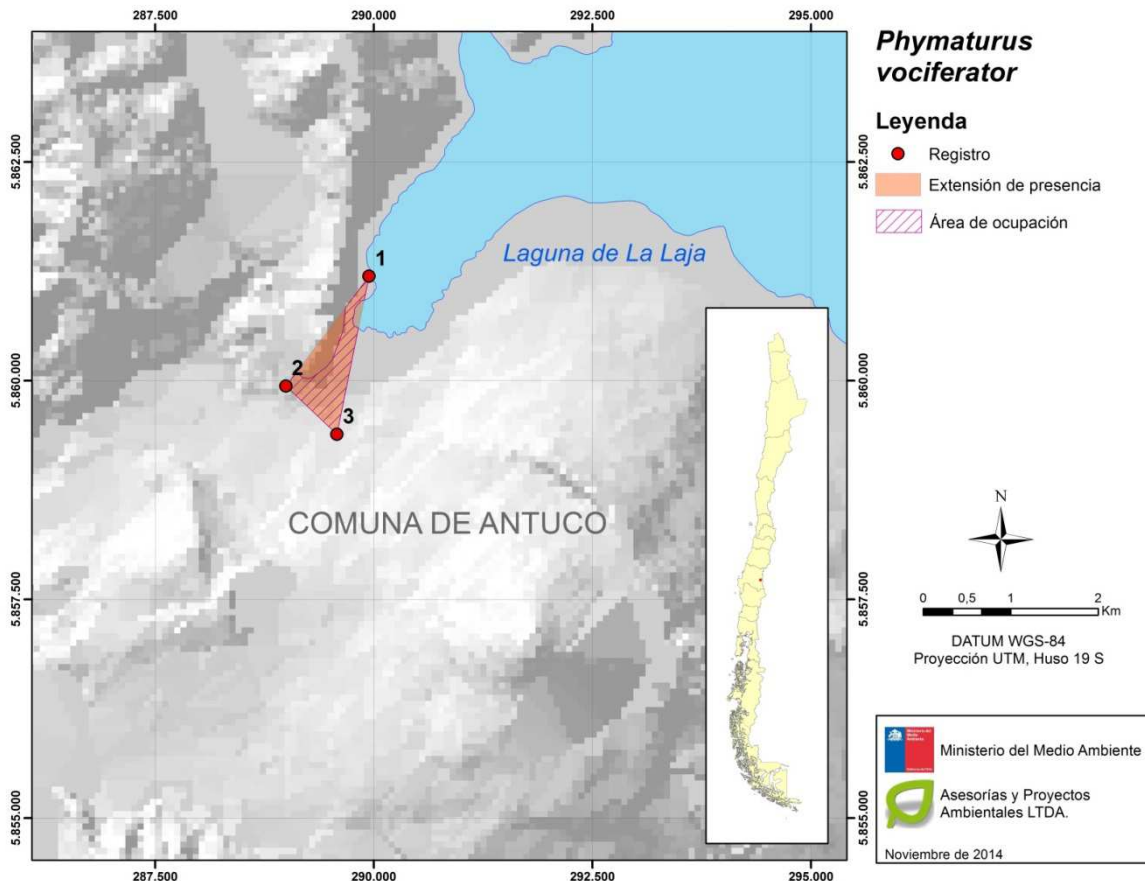 287.500 290.000 292.500 295.000
Phymaturus
vociferator
Leyenda
Registro
Extensión de presencia
Área de ocupación
5.862.500
5.862.500
1
Laguna de La Laja
5.860.000
2
5.860.000
3
COMUNA DE ANTUCO
N
5.857.500
5.857.500
0 0,5 1 2
Km
DATUM WGS-84
Proyección UTM, Huso 19 S
Ministerio del Medio Ambiente
Asesorías y Proyectos
Ambientales LTDA.
5.855.000
5.855.000
Noviembre de 2014
287.500 290.000 292.500 295.000